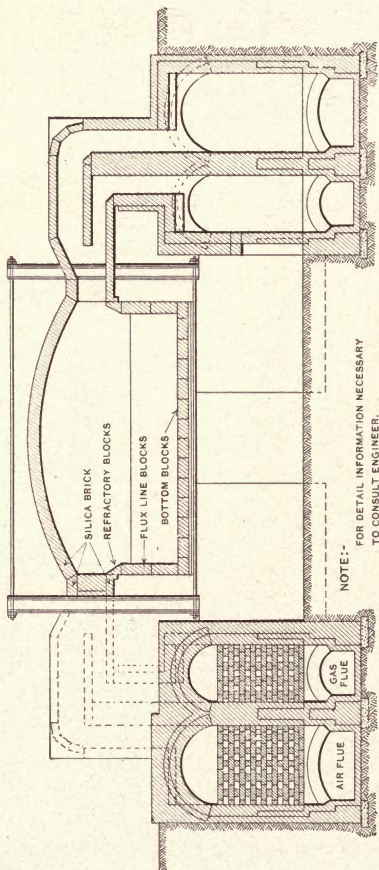 SILICA BRICK
REFRACTORY BLOCKS
FLUX LINE BLOCKS
BOTTOM BLOCKS
NOTE:-
FOR DETAIL INFORMATION NECESSARY
TO CONSULT ENGINEER.
AIR FLUE
GAS
FLUE